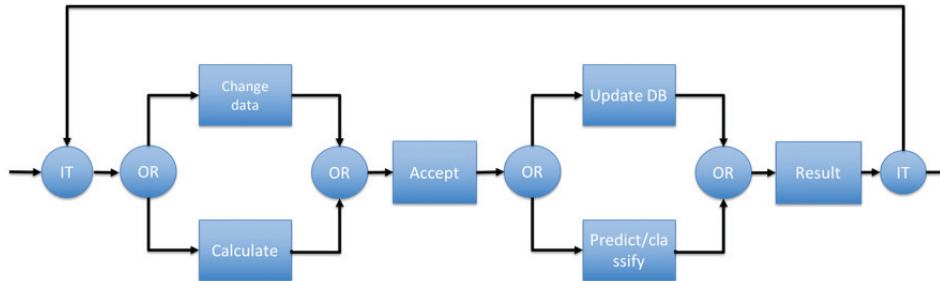 Change
data
Update DB
IT
OR
OR
Accept
OR
OR
Result
IT
Calculate
Predict/cla
ssify